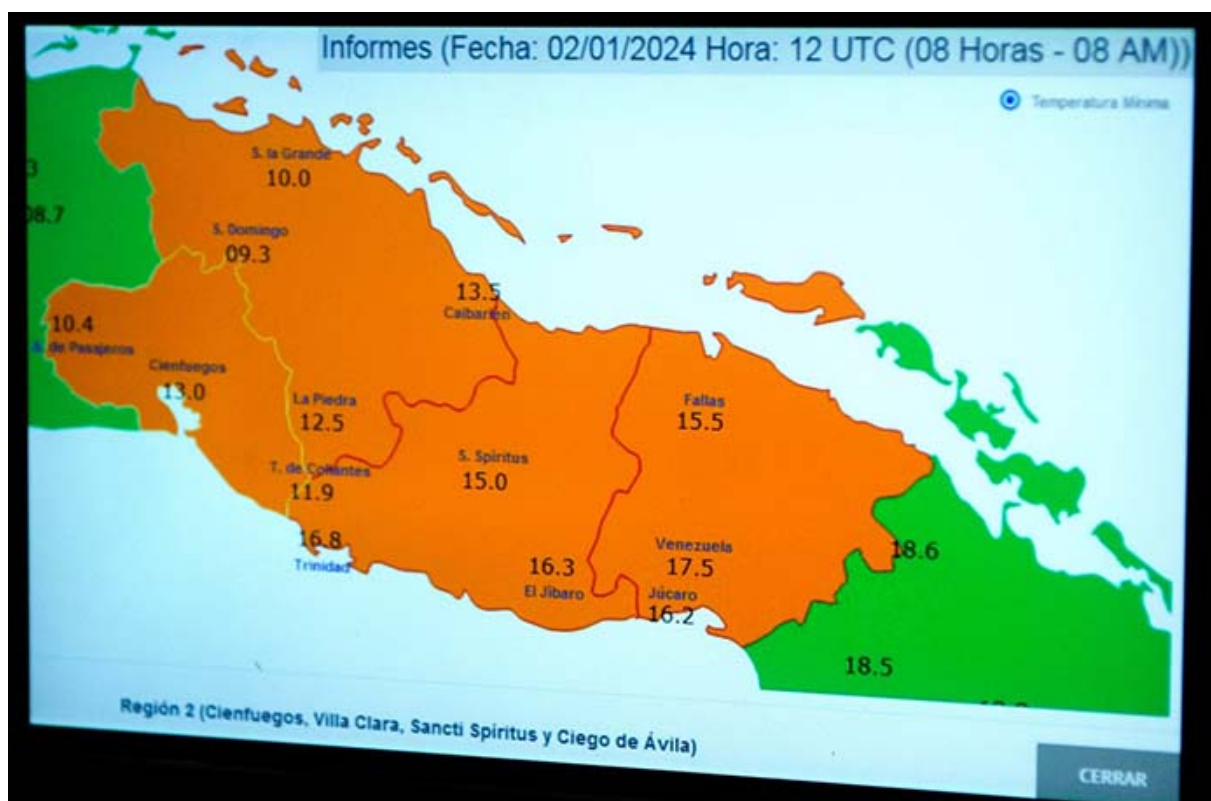 Informes (Fecha: 02/01/2024 Hora: 12 UTC (08 Horas - 08 AM))
Temperatura Mínima
S. la Grande
10.0
3
08.7
S. Domingo
09.3
13.5
Caibarién
10.4
A. de Pasajeros
Cienfuegos
13.0
La Piedra
12.5
Fallas
15.5
S. Spíritus
15.0
T. de Collantes
11.9
16.8
Trinidad
16.3
El Jíbaro
Venezuela
17.5
Júcaro
16.2
18.6
18.5
Región 2 (Cienfuegos, Villa Clara, Sancti Spíritus y Ciego de Ávila)
CERRAR